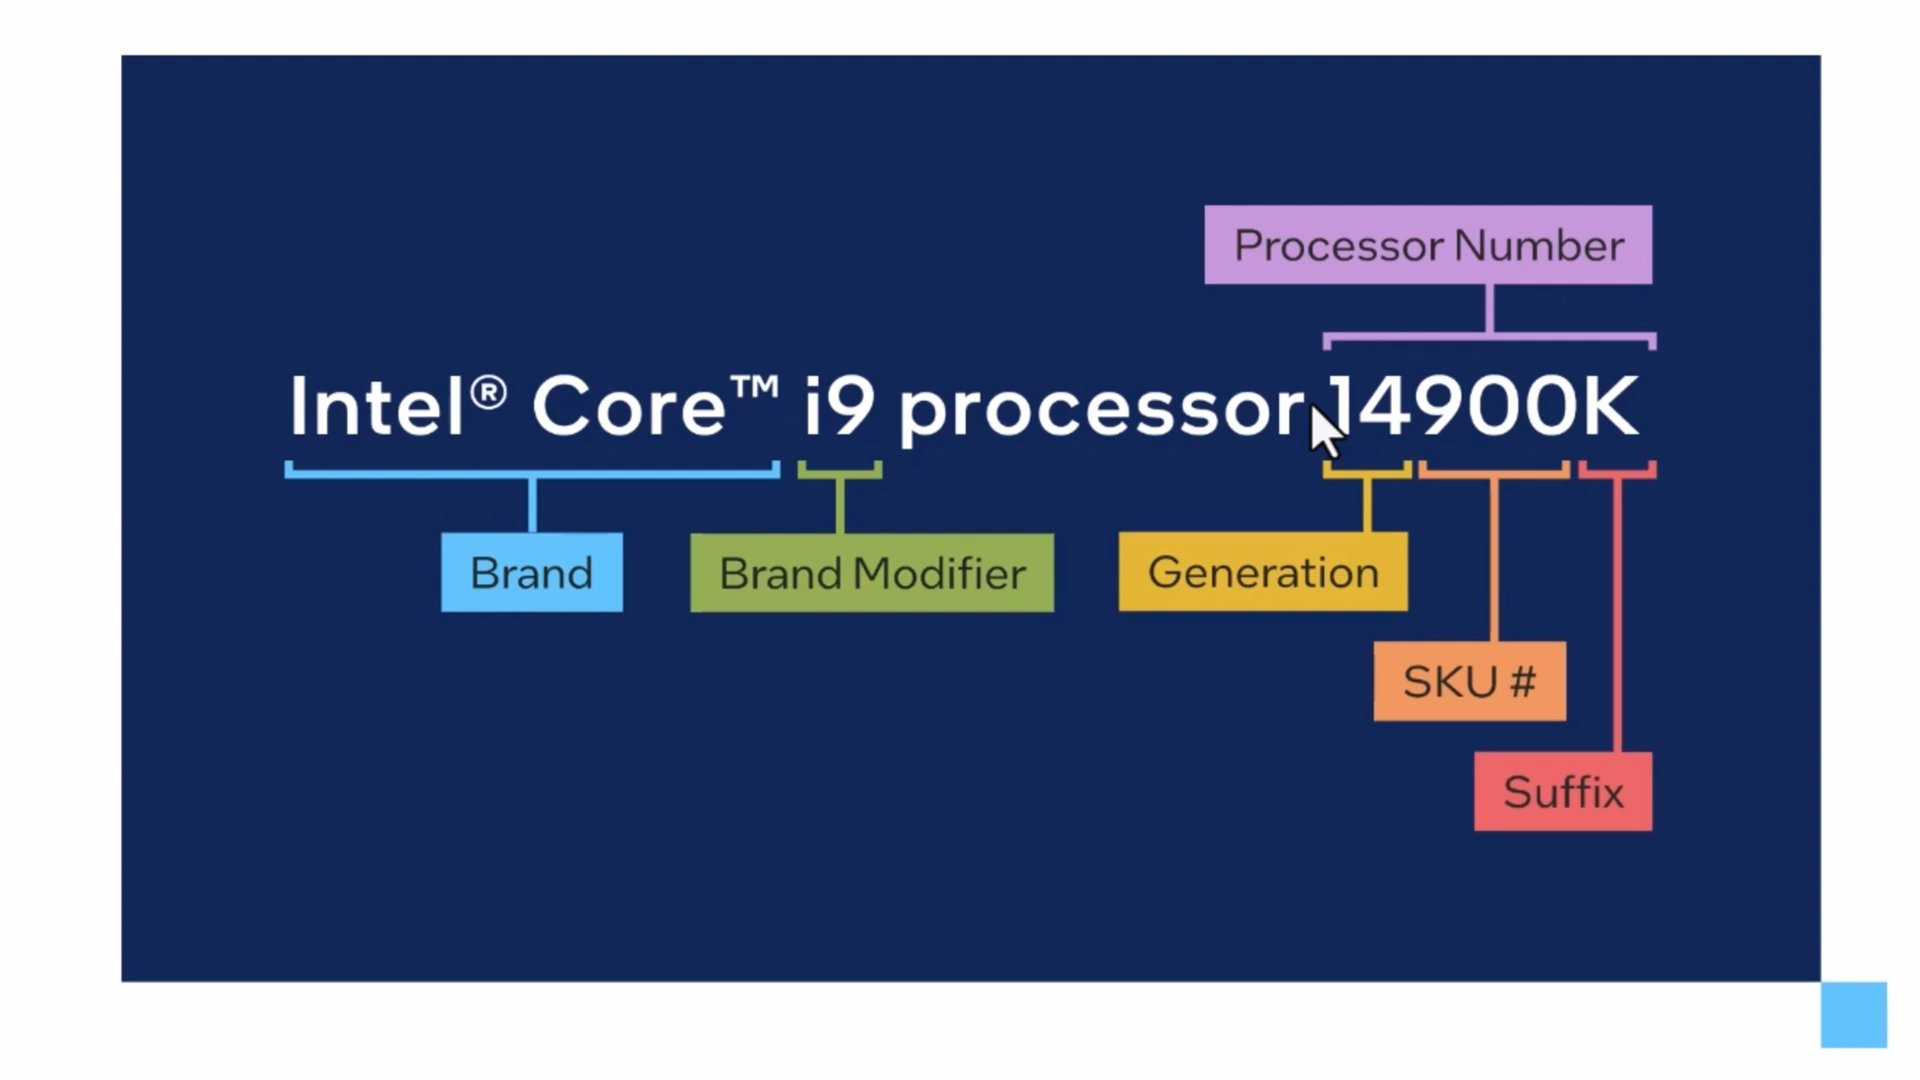 Processor Number
Intel® Core™ i9 processor 14900K
Brand
Brand Modifier
Generation
SKU #
Suffix